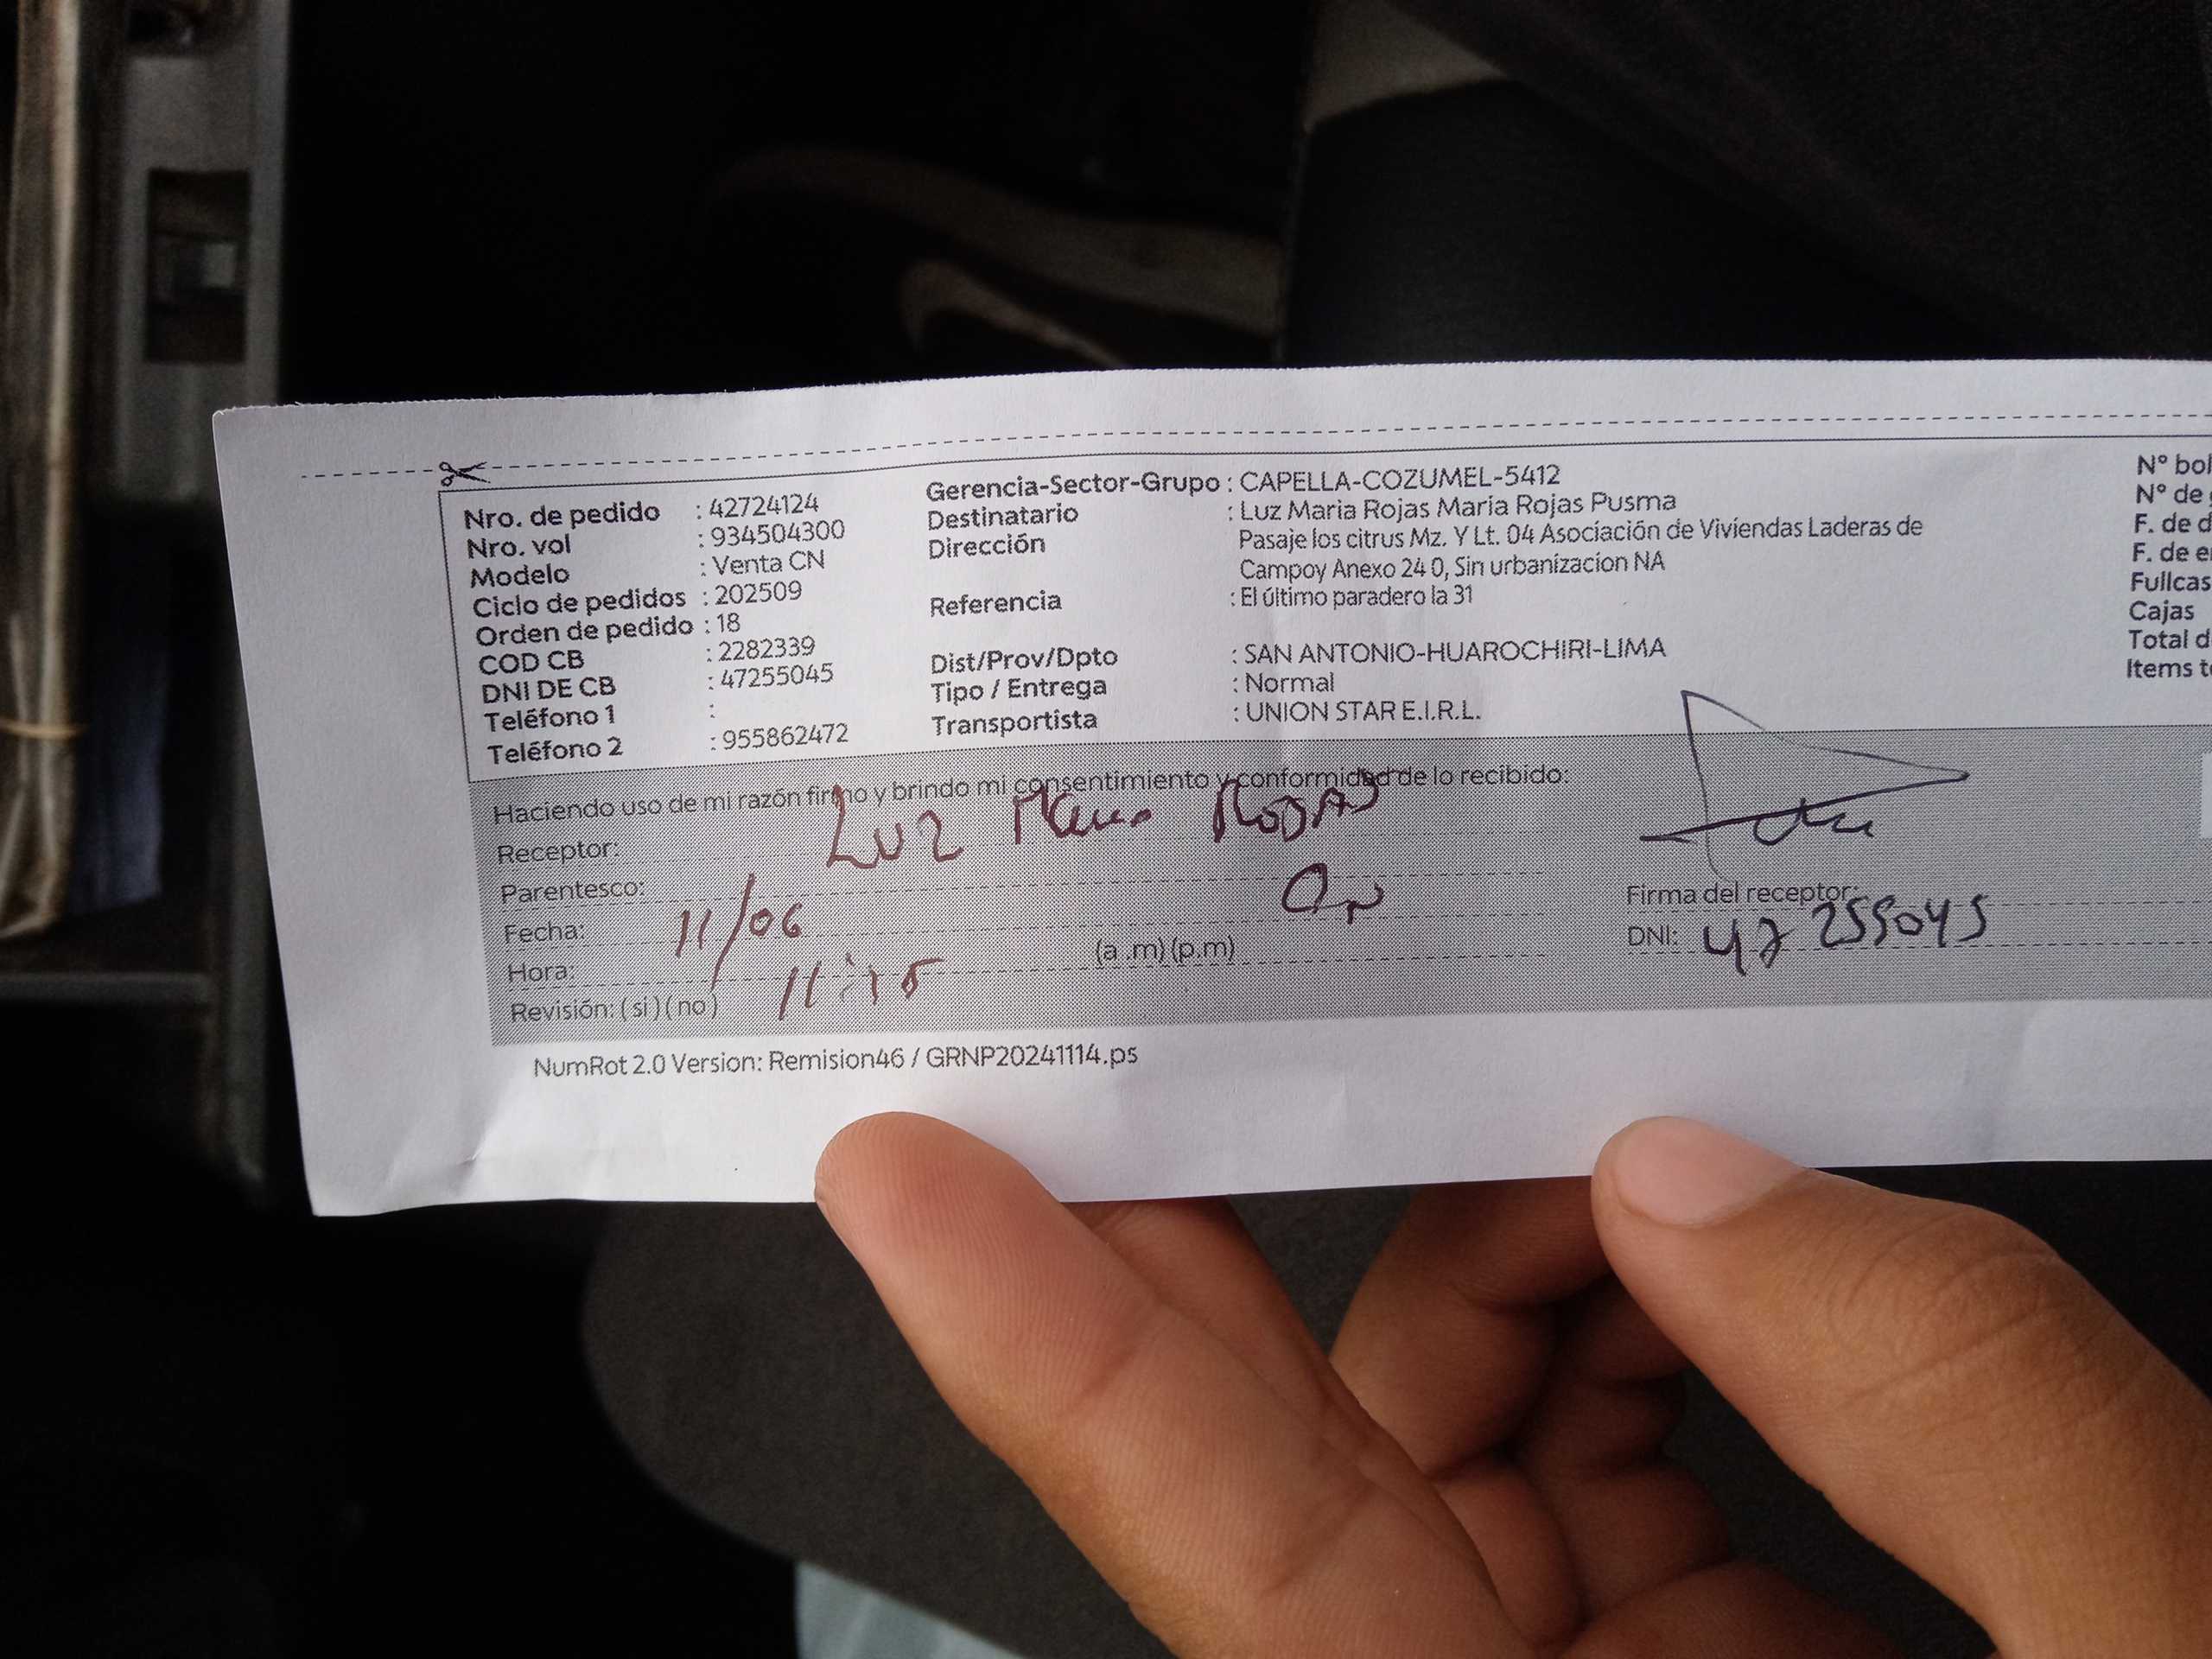 Nro. de pedido : 42724124
Nro. vol : 934504300
Modelo : Venta CN
Ciclo de pedidos : 202509
Orden de pedido : 18
COD CB : 2282339
DNI DE CB : 47255045
Teléfono 1 :
Teléfono 2 : 955862472
Gerencia-Sector-Grupo : CAPELLA-COZUMEL-5412
Destinatario : Luz Maria Rojas Maria Rojas Pusma
Dirección : Pasaje los citrus Mz. Y Lt. 04 Asociación de Viviendas Laderas de
Campoy Anexo 24 0, Sin urbanizacion NA
Referencia : El último paradero la 31
Dist/Prov/Dpto : SAN ANTONIO-HUAROCHIRI-LIMA
Tipo / Entrega : Normal
Transportista : UNION STAR E.I.R.L.
N° bol
N° de
F. de d
F. de e
Fullcas
Cajas
Total d
Items t
Haciendo uso de mi razón firmo y brindo mi consentimiento y conformidad de lo recibido:
Receptor: Luz Maria Rojas
Parentesco:
Fecha: 11/06
Hora: 11:15 (a .m) (p.m)
Revisión: ( si ) ( no )
Firma del receptor:
DNI: 47255045
NumRot 2.0 Version: Remision46 / GRNP20241114.ps